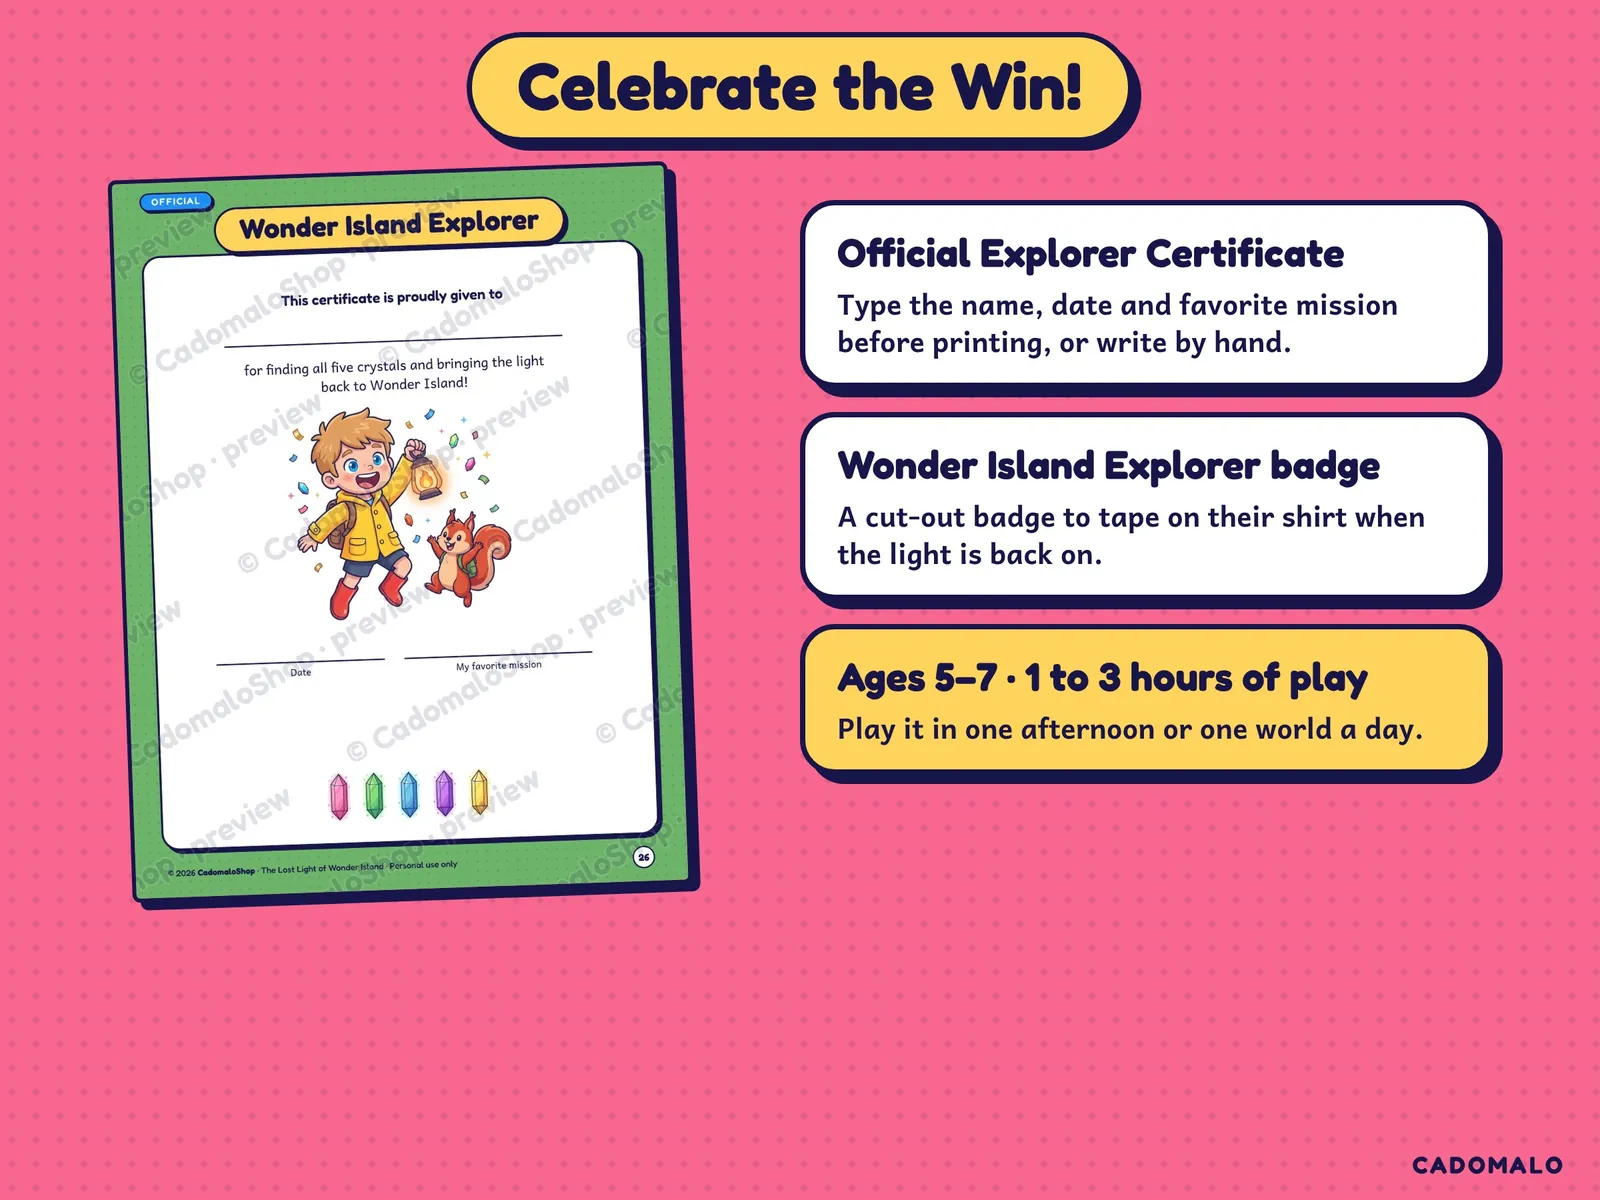 Celebrate the Win!
OFFICIAL
Wonder Island Explorer
This certificate is proudly given to
for finding all five crystals and bringing the light
back to Wonder Island!
Date
My favorite mission
© 2026 CadomaloShop · The Lost Light of Wonder Island · Personal use only
26
© CadomaloShop · preview
Official Explorer Certificate
Type the name, date and favorite mission
before printing, or write by hand.
Wonder Island Explorer badge
A cut-out badge to tape on their shirt when
the light is back on.
Ages 5–7 · 1 to 3 hours of play
Play it in one afternoon or one world a day.
CADOMALO